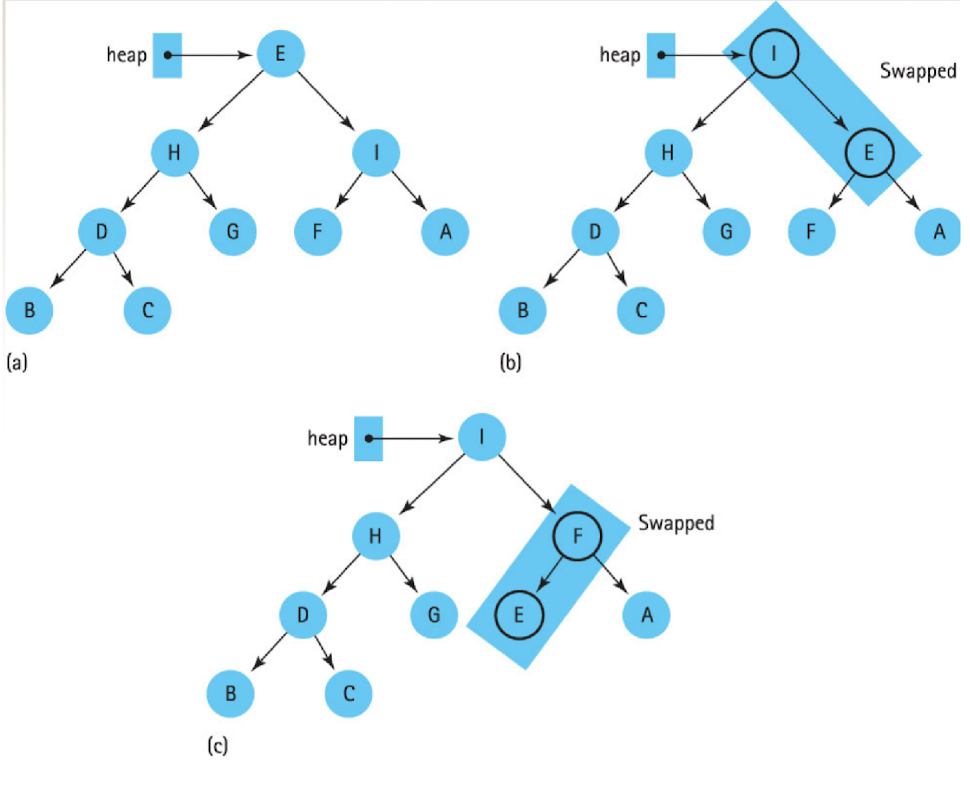 heap E
H I
D G F A
B C
(a)
heap I Swapped
H E
D G F A
B C
(b)
heap I
H F Swapped
D G E A
B C
(c)